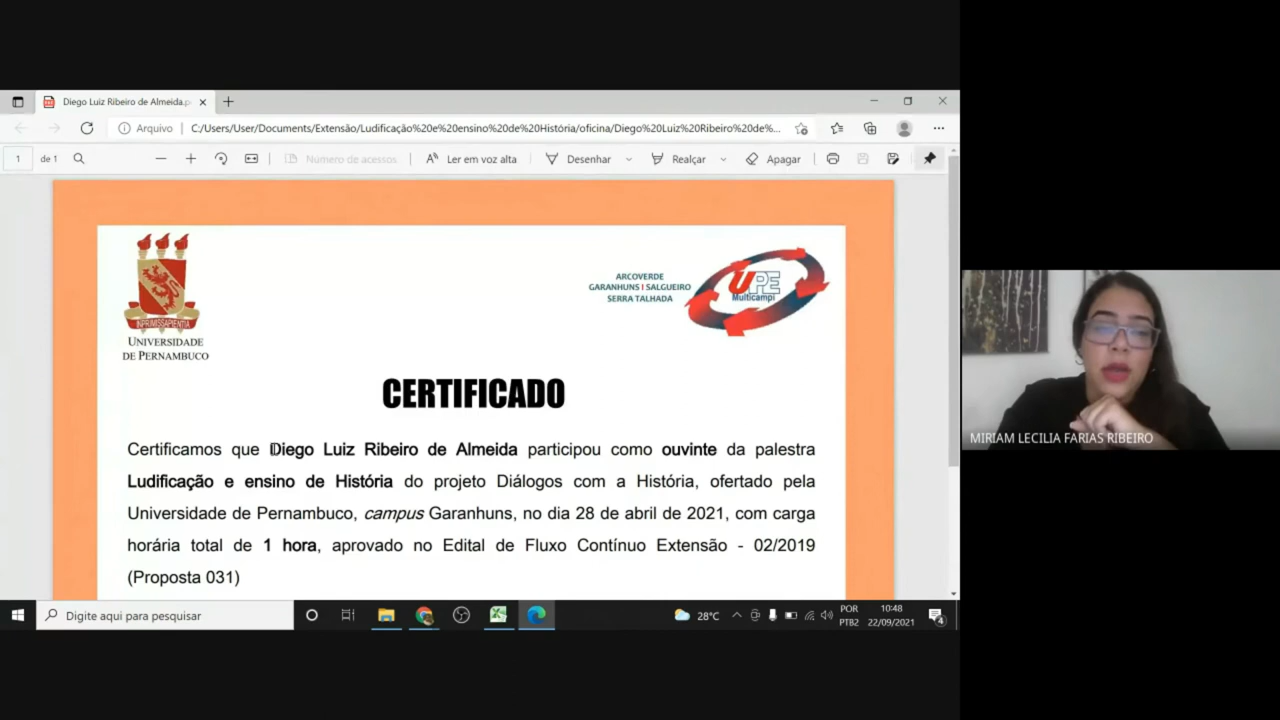 Diego Luiz Ribeiro de Almeida.p
Arquivo
C:/Users/User/Documents/Extensão/Ludificação%20e%20ensino%20de%20História/oficina/Diego%20Luiz%20Ribeiro%20de%...
1 de 1
Número de acessos
Ler em voz alta
Desenhar
Realçar
Apagar
INPRIMISSAPIENTIA
UNIVERSIDADE
DE PERNAMBUCO
ARCOVERDE
GARANHUNS I SALGUEIRO
SERRA TALHADA
UPE
Multicampi
CERTIFICADO
Certificamos que Diego Luiz Ribeiro de Almeida participou como ouvinte da palestra
Ludificação e ensino de História do projeto Diálogos com a História, ofertado pela
Universidade de Pernambuco, campus Garanhuns, no dia 28 de abril de 2021, com carga
horária total de 1 hora, aprovado no Edital de Fluxo Contínuo Extensão - 02/2019
(Proposta 031)
MIRIAM LECILIA FARIAS RIBEIRO
Digite aqui para pesquisar
28°C
POR
PTB2
10:48
22/09/2021
4